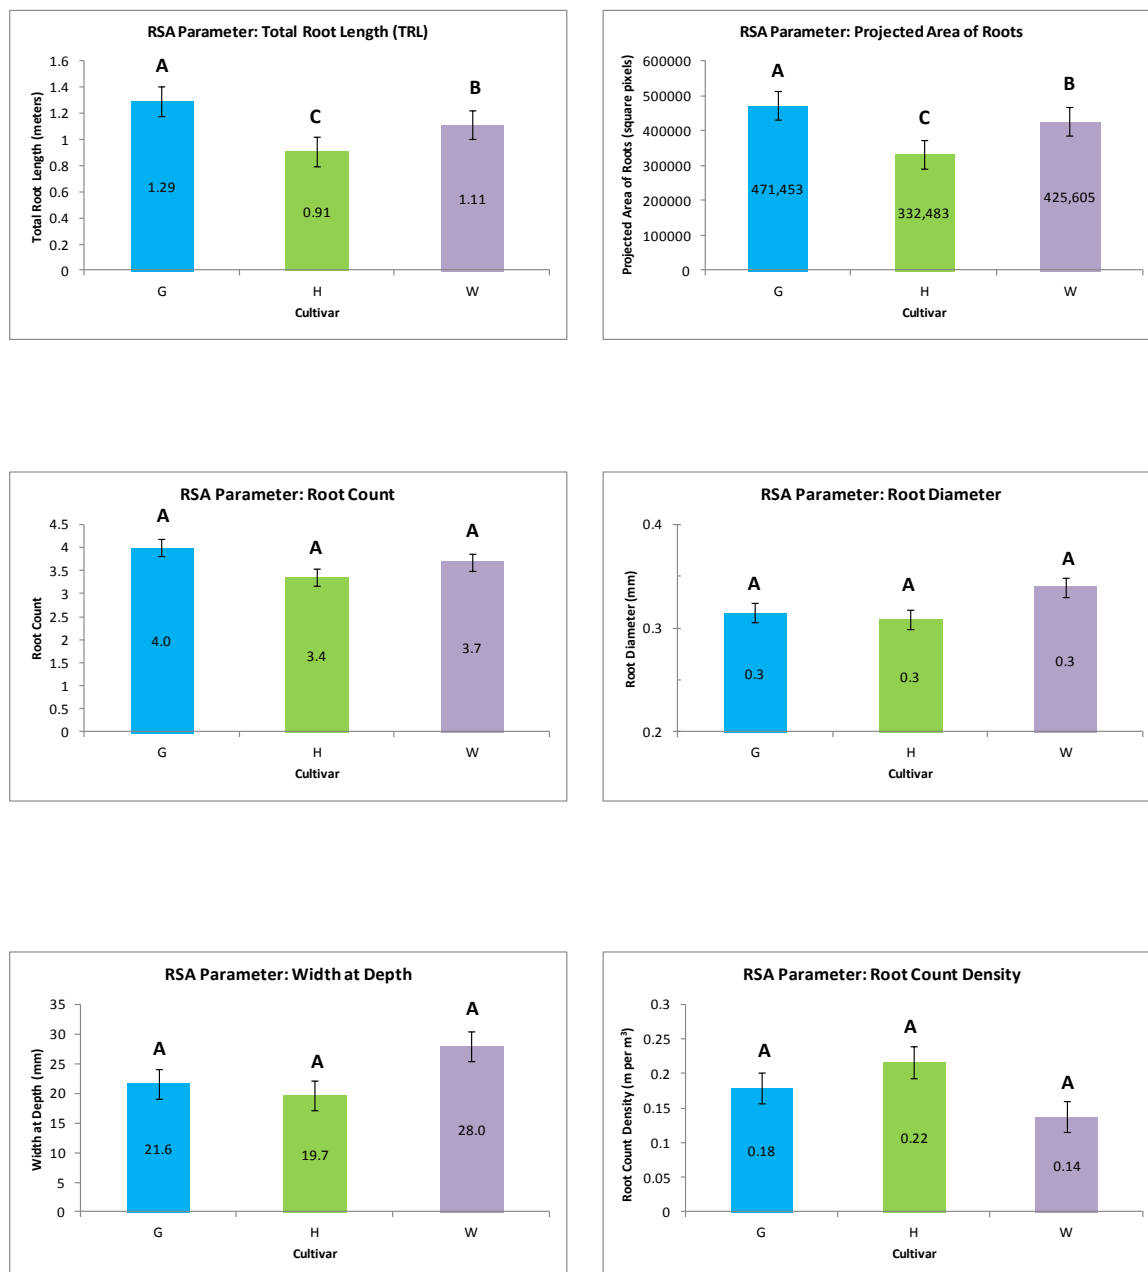 RSA Parameter: Total Root Length (TRL)
Total Root Length (meters)
1.6
1.4
1.2
1
0.8
0.6
0.4
0.2
0
A
C
B
1.29
0.91
1.11
G
H
W
Cultivar
RSA Parameter: Projected Area of Roots
Projected Area of Roots (square pixels)
600000
500000
400000
300000
200000
100000
0
A
C
B
471,453
332,483
425,605
G
H
W
Cultivar
RSA Parameter: Root Count
Root Count
4.5
4
3.5
3
2.5
2
1.5
1
0.5
0
A
A
A
4.0
3.4
3.7
G
H
W
Cultivar
RSA Parameter: Root Diameter
Root Diameter (mm)
0.4
0.3
0.2
A
A
A
0.3
0.3
0.3
G
H
W
Cultivar
RSA Parameter: Width at Depth
Width at Depth (mm)
35
30
25
20
15
10
5
0
A
A
A
21.6
19.7
28.0
G
H
W
Cultivar
RSA Parameter: Root Count Density
Root Count Density (m per m³)
0.3
0.25
0.2
0.15
0.1
0.05
0
A
A
A
0.18
0.22
0.14
G
H
W
Cultivar